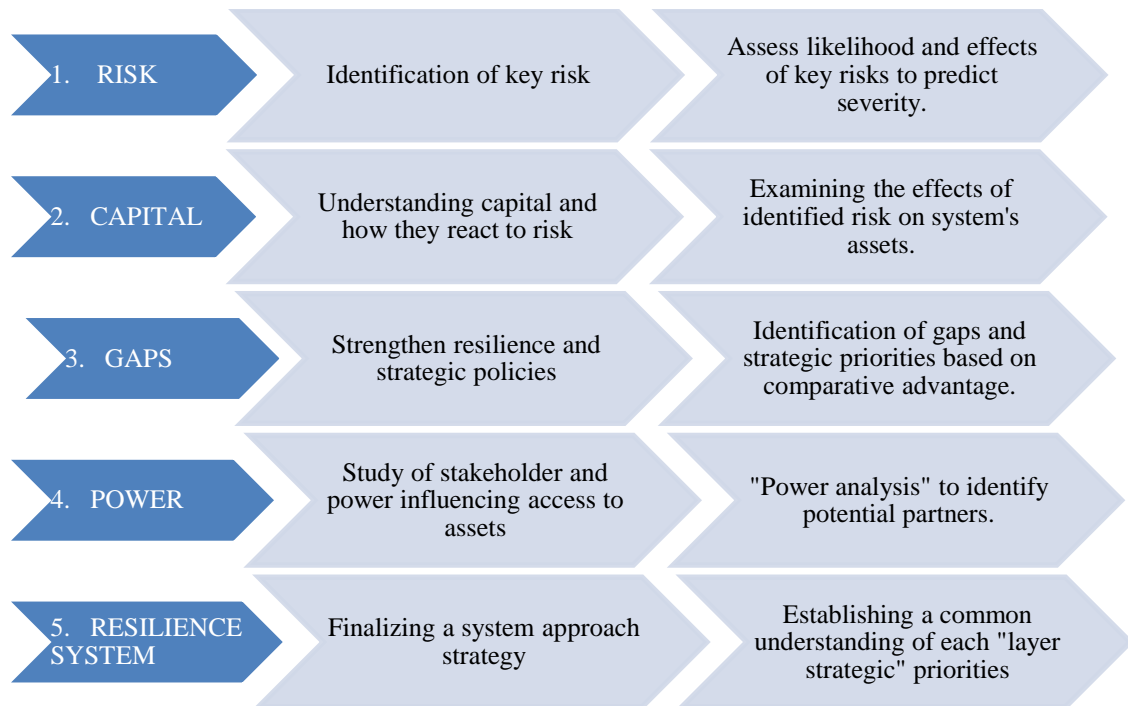 1. RISK
Identification of key risk
Assess likelihood and effects
of key risks to predict
severity.
2. CAPITAL
Understanding capital and
how they react to risk
Examining the effects of
identified risk on system's
assets.
3. GAPS
Strengthen resilience and
strategic policies
Identification of gaps and
strategic priorities based on
comparative advantage.
4. POWER
Study of stakeholder and
power influencing access to
assets
"Power analysis" to identify
potential partners.
5. RESILIENCE
SYSTEM
Finalizing a system approach
strategy
Establishing a common
understanding of each "layer
strategic" priorities